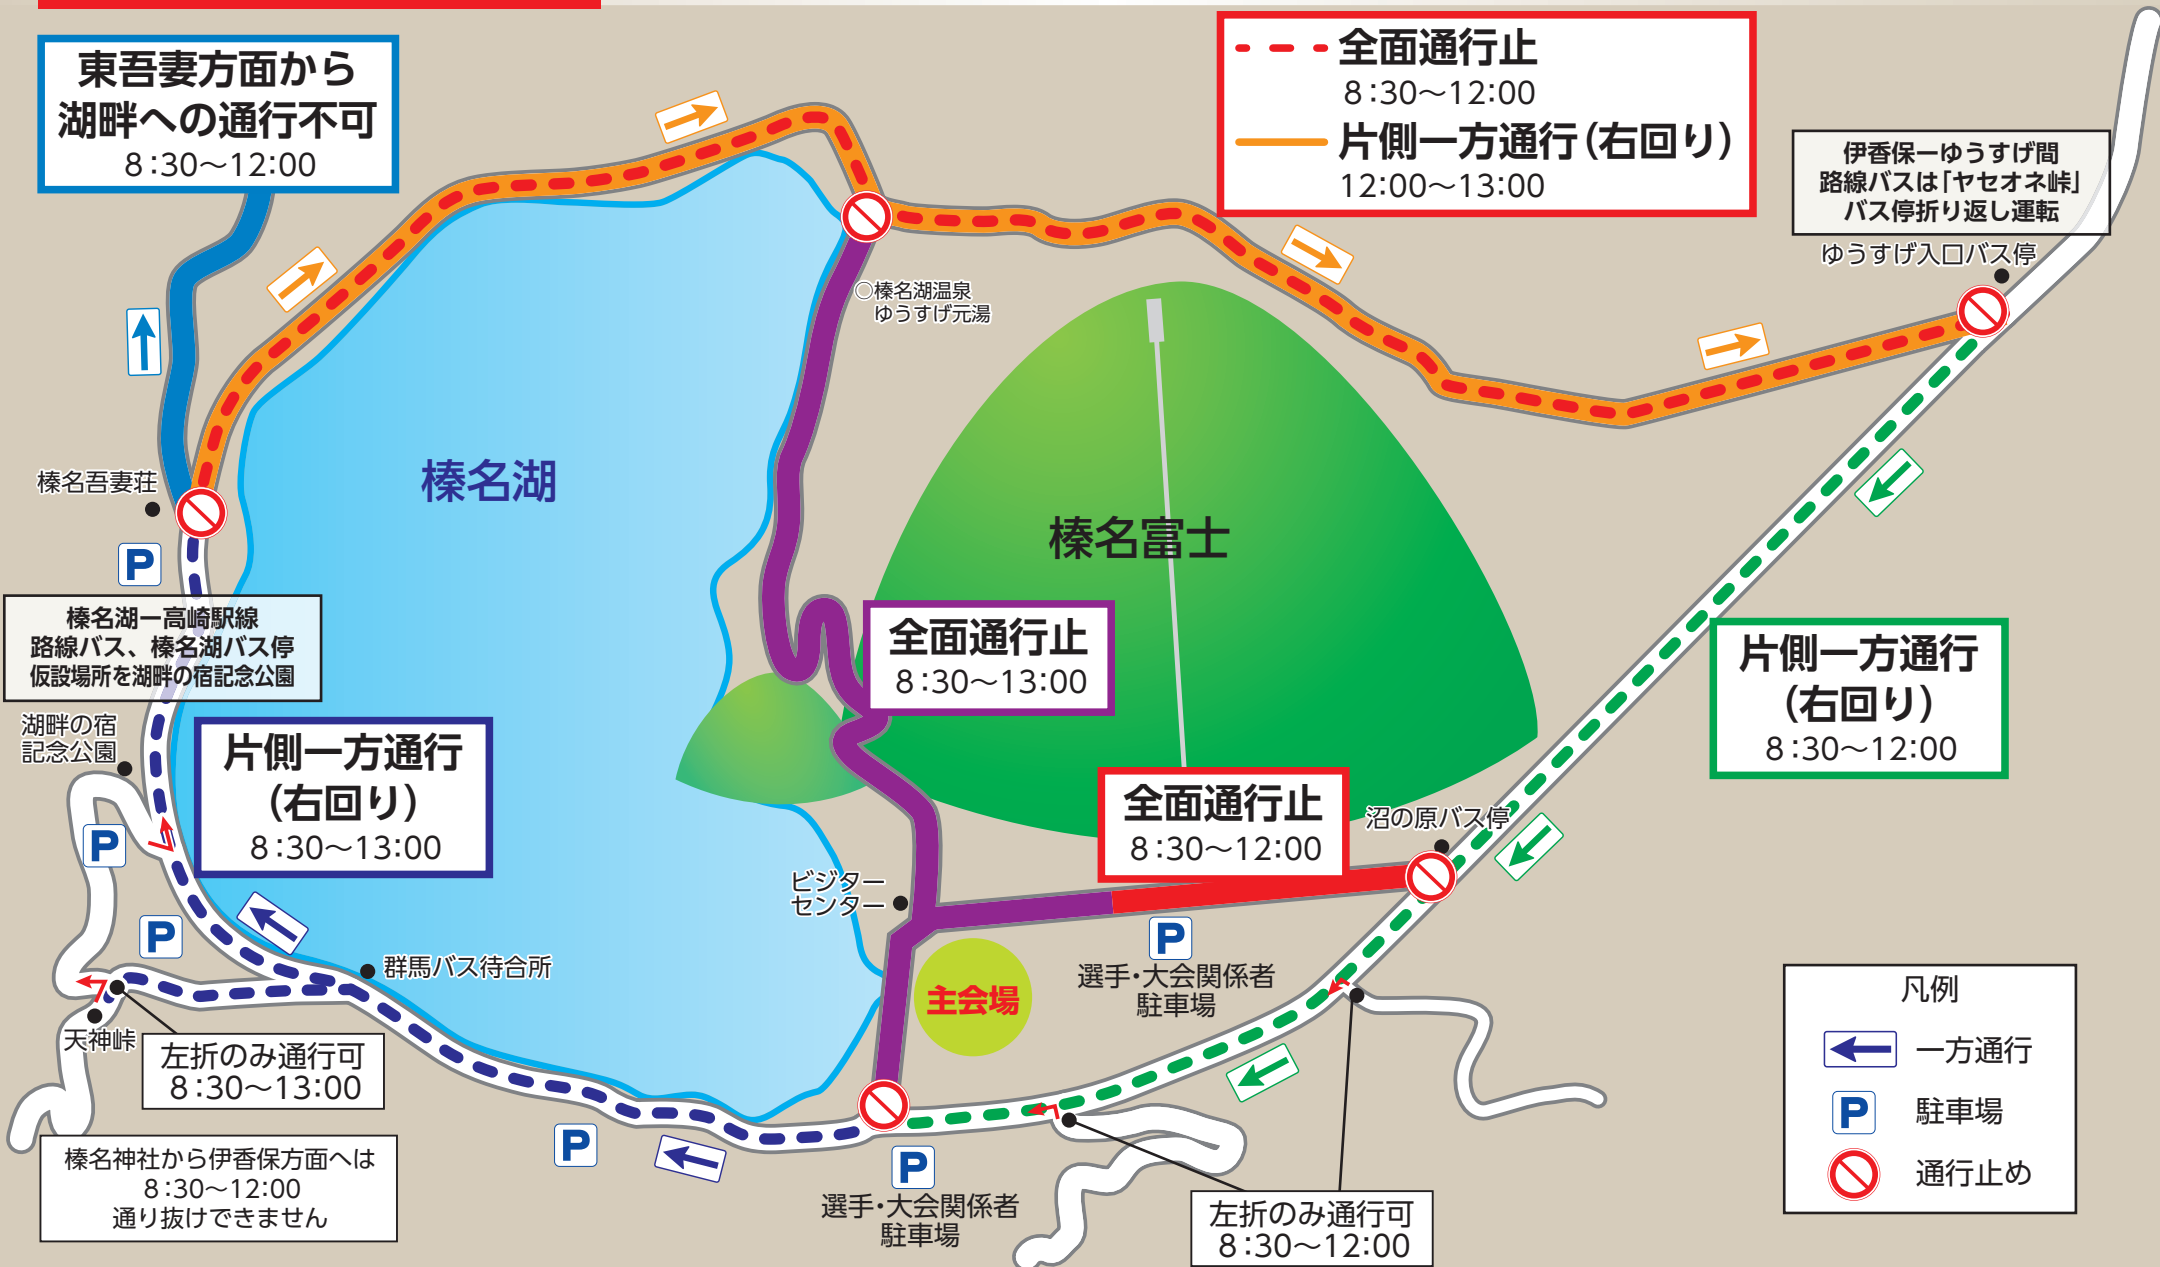 東吾妻方面から
湖畔への通行不可
8:30～12:00
全面通行止
8:30～12:00
片側一方通行(右回り)
12:00～13:00
伊香保ーゆうすげ間
路線バスは「ヤセオネ峠」
バス停折り返し運転
ゆうすげ入口バス停
◎榛名湖温泉
ゆうすげ元湯
榛名湖
榛名吾妻荘
P
榛名富士
榛名湖ー高崎駅線
路線バス、榛名湖バス停
仮設場所を湖畔の宿記念公園
全面通行止
8:30～13:00
片側一方通行
(右回り)
8:30～12:00
湖畔の宿
記念公園
片側一方通行
(右回り)
8:30～13:00
P
全面通行止
8:30～12:00
沼の原バス停
ビジター
センター
P
P
群馬バス待合所
選手・大会関係者
駐車場
主会場
天神峠
左折のみ通行可
8:30～13:00
榛名神社から伊香保方面へは
8:30～12:00
通り抜けできません
P
P
選手・大会関係者
駐車場
左折のみ通行可
8:30～12:00
凡例
一方通行
P
駐車場
通行止め